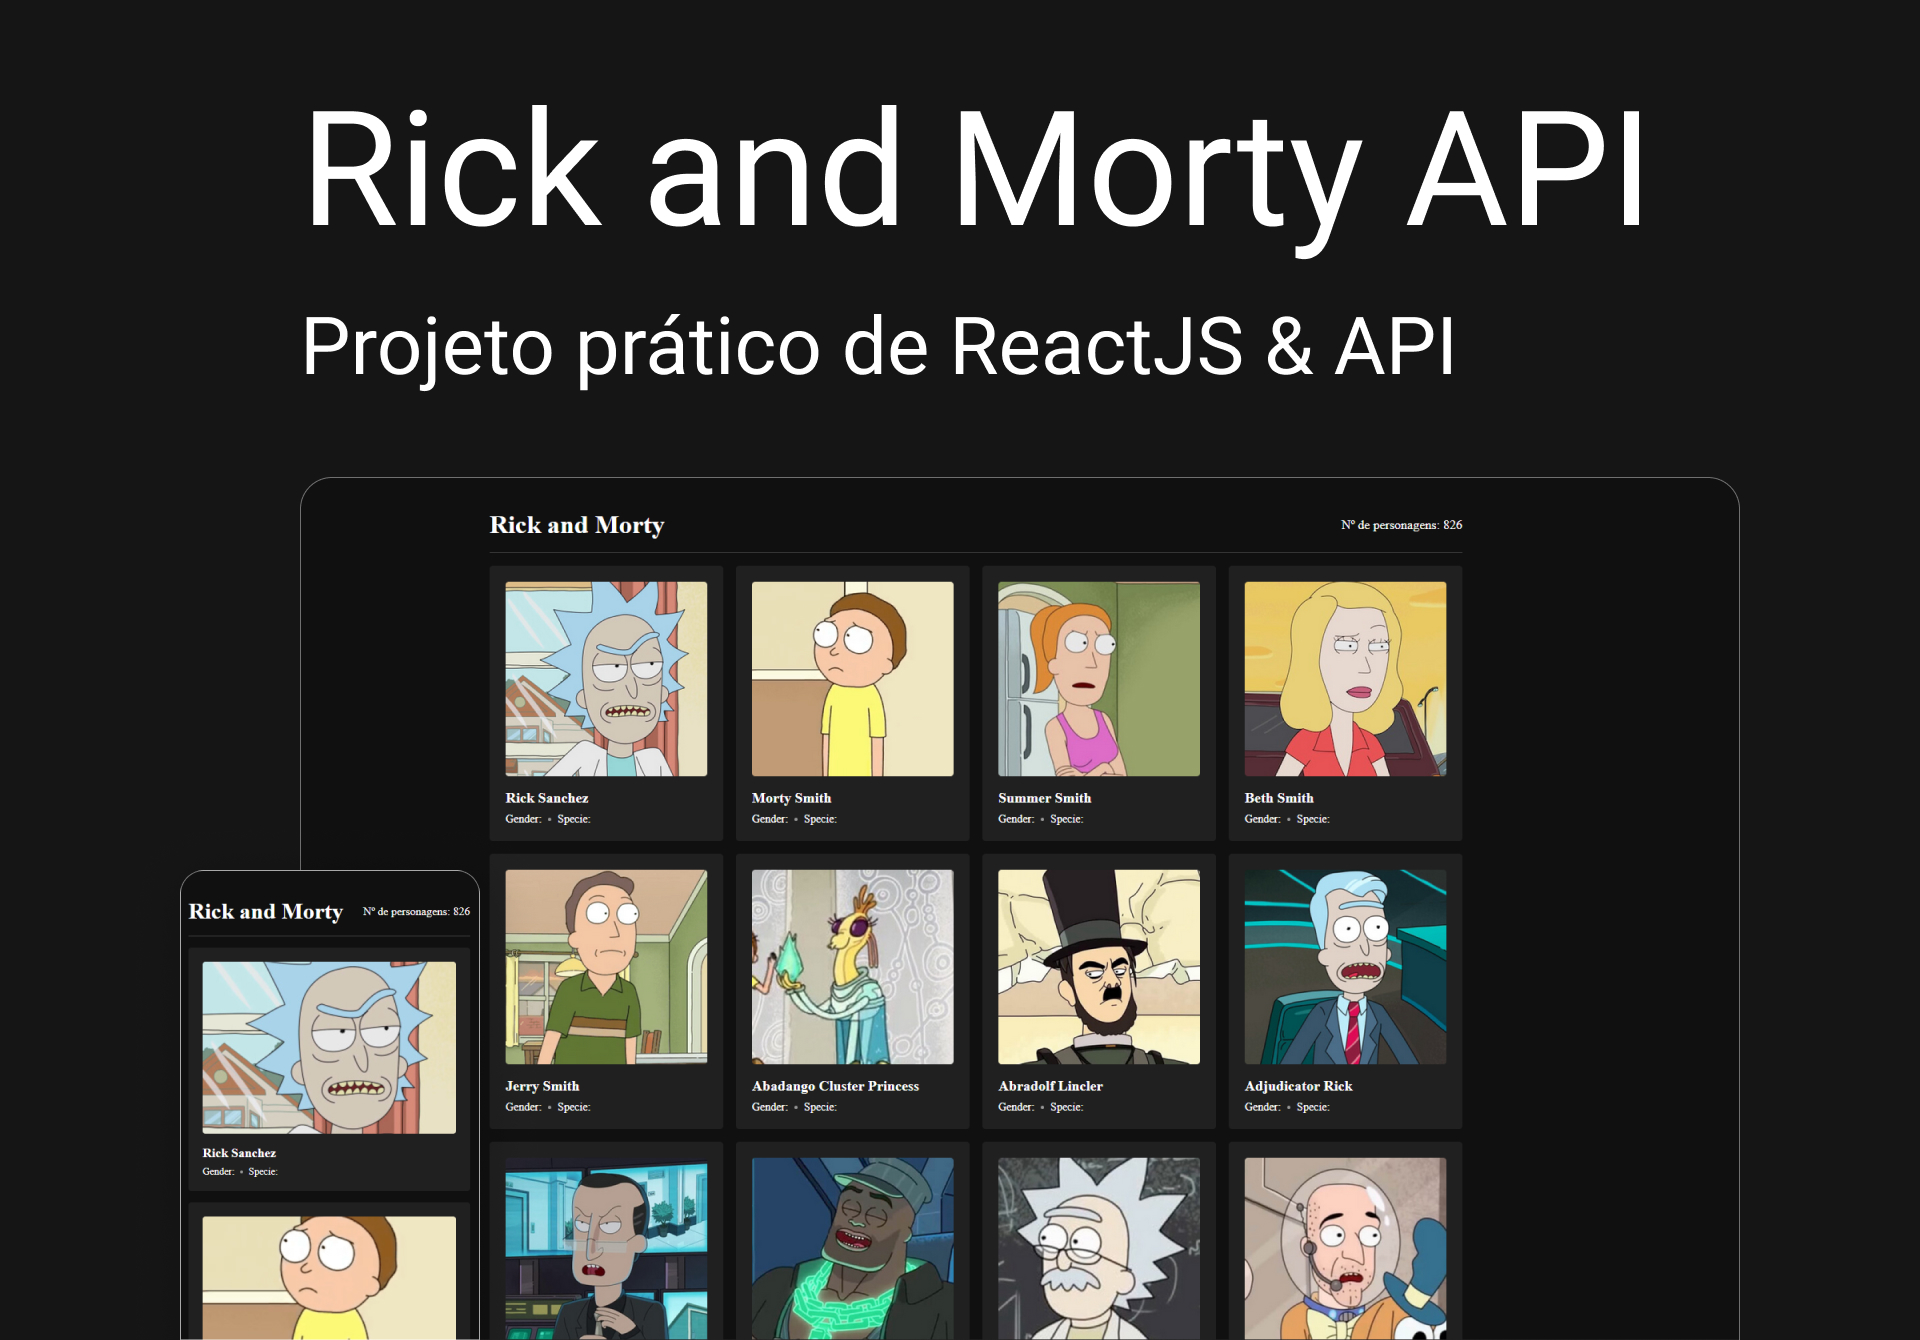 Rick and Morty API
Projeto prático de ReactJS & API
Rick and Morty
Nº de personagens: 826
Rick Sanchez
Gender: • Specie:
Morty Smith
Gender: • Specie:
Summer Smith
Gender: • Specie:
Beth Smith
Gender: • Specie:
Jerry Smith
Gender: • Specie:
Abadango Cluster Princess
Gender: • Specie:
Abradolf Lincler
Gender: • Specie:
Adjudicator Rick
Gender: • Specie:
Rick and Morty
Nº de personagens: 826
Rick Sanchez
Gender: • Specie: